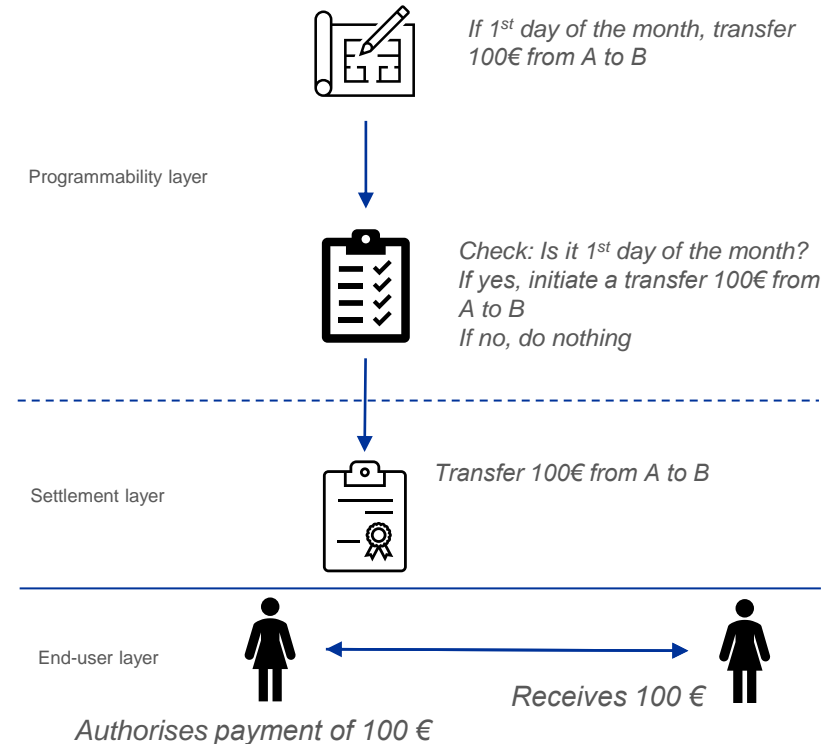 If 1st day of the month, transfer
100€ from A to B
Programmability layer
Check: Is it 1st day of the month?
If yes, initiate a transfer 100€ from
A to B
If no, do nothing
Transfer 100€ from A to B
Settlement layer
End-user layer
Receives 100 €
Authorises payment of 100 €